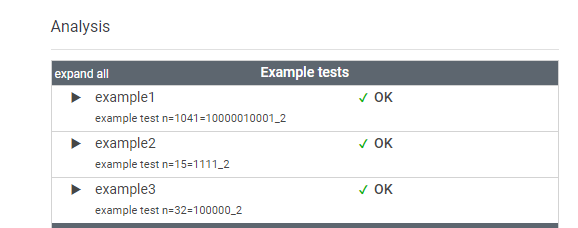 Analysis
expand all Example tests
example1 ✓ OK
example test n=1041=10000010001_2
example2 ✓ OK
example test n=15=1111_2
example3 ✓ OK
example test n=32=100000_2